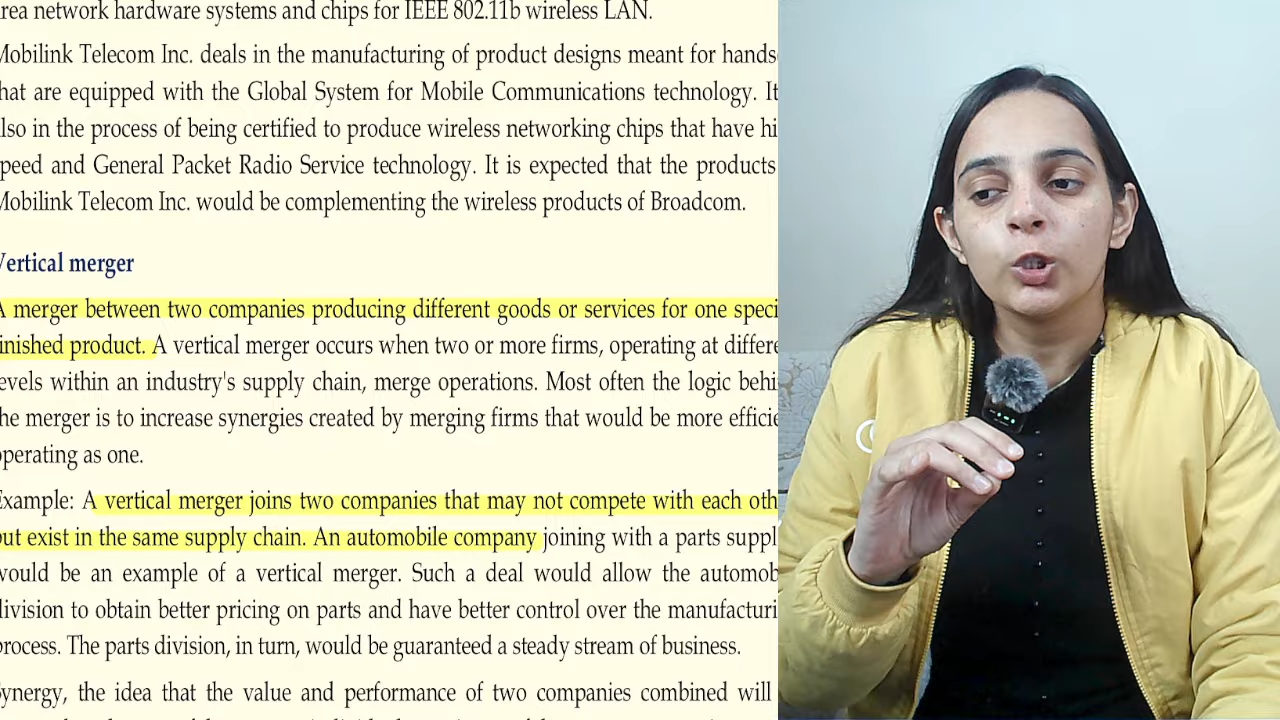 rea network hardware systems and chips for IEEE 802.11b wireless LAN.
Mobilink Telecom Inc. deals in the manufacturing of product designs meant for hands
hat are equipped with the Global System for Mobile Communications technology. It
lso in the process of being certified to produce wireless networking chips that have hi
peed and General Packet Radio Service technology. It is expected that the products
Mobilink Telecom Inc. would be complementing the wireless products of Broadcom.
Vertical merger
A merger between two companies producing different goods or services for one speci
inished product. A vertical merger occurs when two or more firms, operating at differe
evels within an industry's supply chain, merge operations. Most often the logic behi
he merger is to increase synergies created by merging firms that would be more efficie
operating as one.
Example: A vertical merger joins two companies that may not compete with each oth
but exist in the same supply chain. An automobile company joining with a parts suppl
would be an example of a vertical merger. Such a deal would allow the automob
division to obtain better pricing on parts and have better control over the manufacturi
process. The parts division, in turn, would be guaranteed a steady stream of business.
Synergy, the idea that the value and performance of two companies combined will